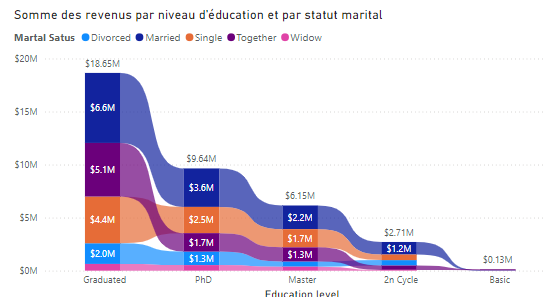 Somme des revenus par niveau d'éducation et par statut marital
Martal Satus Divorced Married Single Together Widow
$20M
$18.65M
$15M
$6.6M
$10M
$9.64M
$5.1M
$3.6M
$6.15M
$5M
$4.4M
$2.5M
$2.2M
$2.71M
$1.7M
$1.7M
$1.2M
$2.0M
$1.3M
$1.3M
$0.13M
$0M
Graduated PhD Master 2n Cycle Basic
Education level